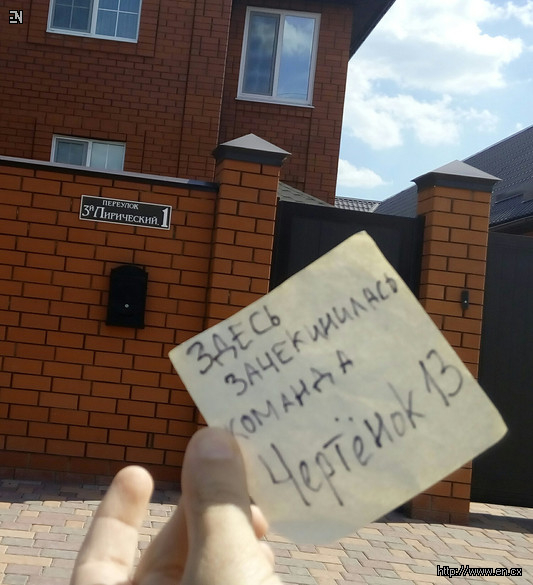 EN
ПЕРЕУЛОК
3й Лирический, 1
ЗДЕСЬ
ЗАЧЕКИНИЛАСЬ
КОМАНДА
Чертёнок 13
http://www.en.cx